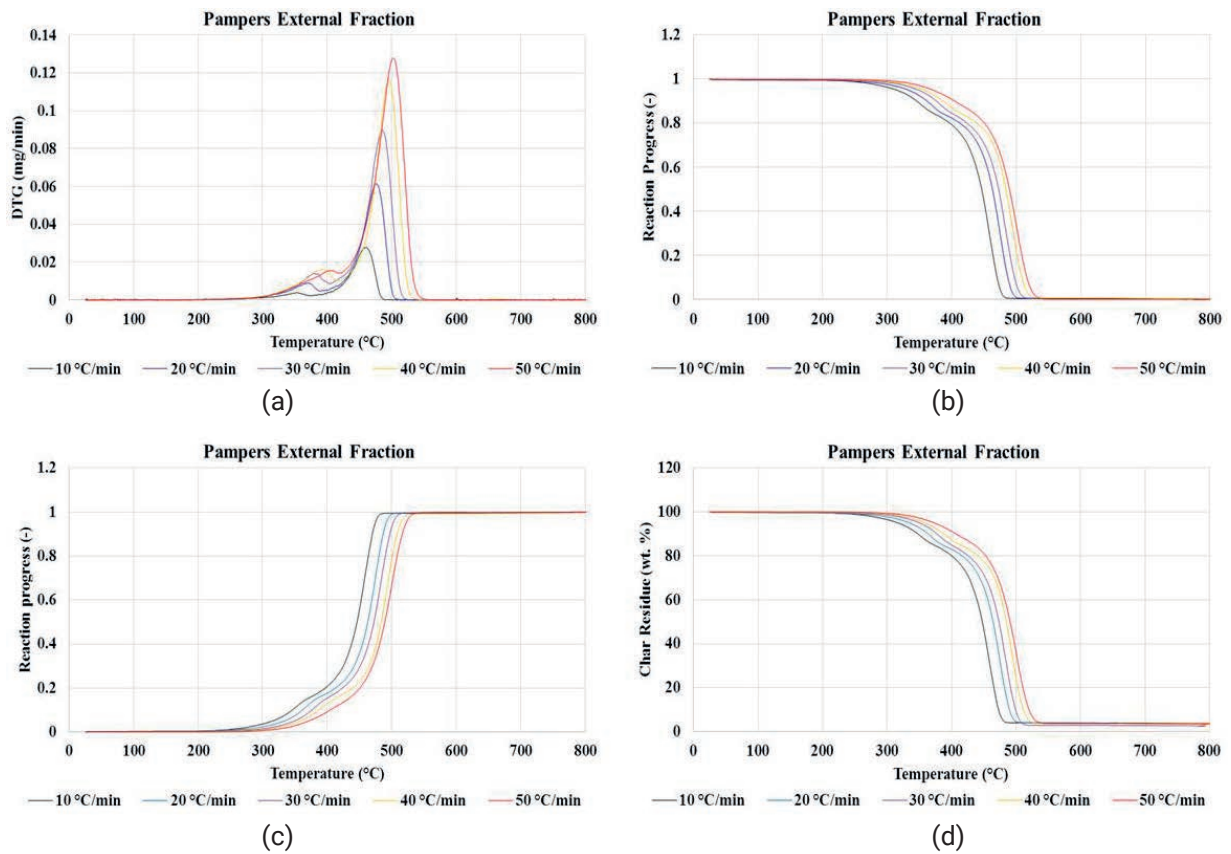 Pampers External Fraction
0.14
0.12
0.1
0.08
0.06
0.04
0.02
0
DTG (mg/min)
0 100 200 300 400 500 600 700 800
Temperature (°C)
10 °C/min 20 °C/min 30 °C/min 40 °C/min 50 °C/min
(a)
Pampers External Fraction
1.2
1
0.8
0.6
0.4
0.2
0
Reaction Progress (-)
0 100 200 300 400 500 600 700 800
Temperature (°C)
10 °C/min 20 °C/min 30 °C/min 40 °C/min 50 °C/min
(b)
Pampers External Fraction
1.2
1
0.8
0.6
0.4
0.2
0
Reaction progress (-)
0 100 200 300 400 500 600 700 800
Temperature (°C)
10 °C/min 20 °C/min 30 °C/min 40 °C/min 50 °C/min
(c)
Pampers External Fraction
120
100
80
60
40
20
0
Char Residue (wt. %)
0 100 200 300 400 500 600 700 800
Temperature (°C)
10 °C/min 20 °C/min 30 °C/min 40 °C/min 50 °C/min
(d)